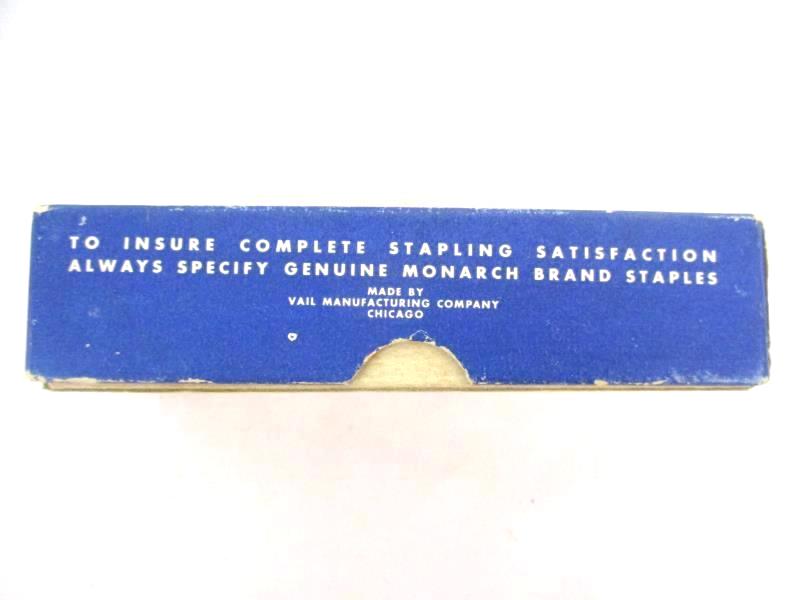 TO INSURE COMPLETE STAPLING SATISFACTION
ALWAYS SPECIFY GENUINE MONARCH BRAND STAPLES
MADE BY
VAIL MANUFACTURING COMPANY
CHICAGO